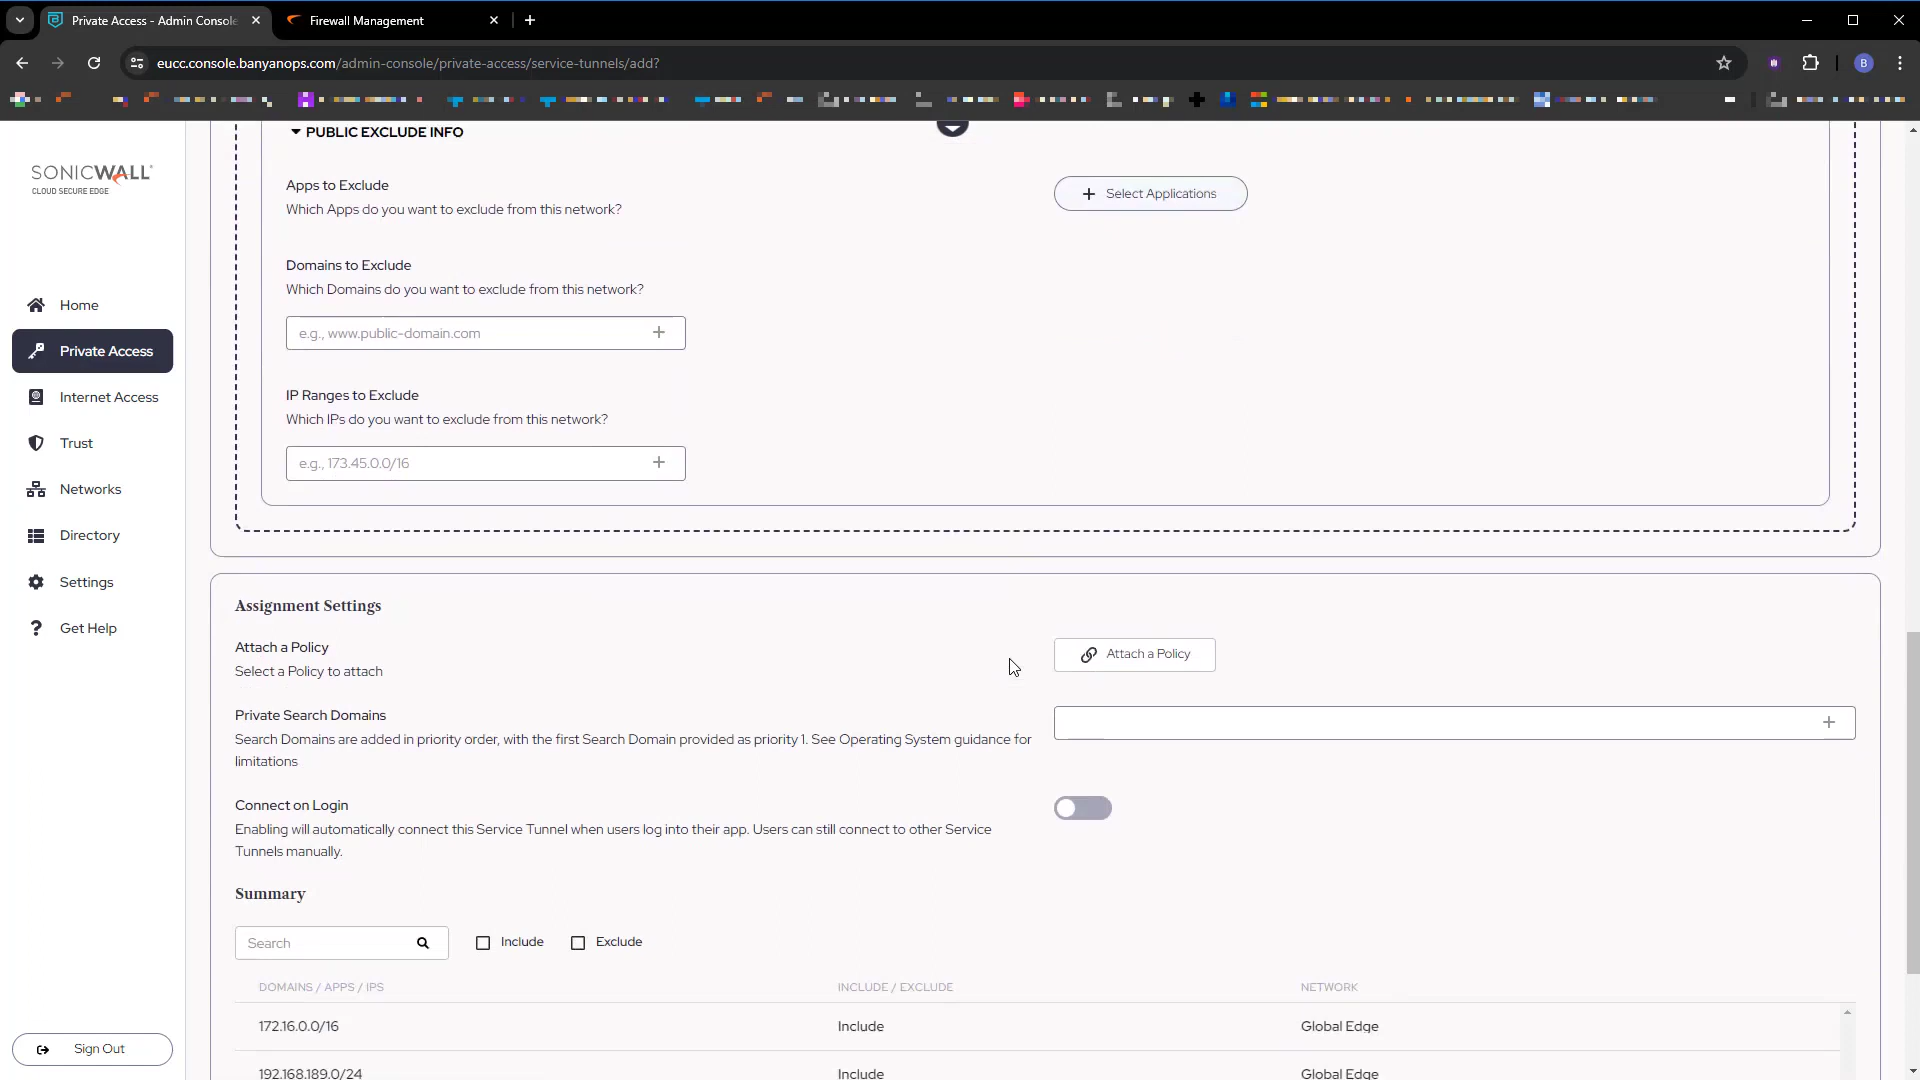 Private Access - Admin Console
Firewall Management
eucc.console.banyanops.com/admin-console/private-access/service-tunnels/add?
B
SONICWALL
CLOUD SECURE EDGE
Home
Private Access
Internet Access
Trust
Networks
Directory
Settings
Get Help
Sign Out
PUBLIC EXCLUDE INFO
Apps to Exclude
Which Apps do you want to exclude from this network?
Select Applications
Domains to Exclude
Which Domains do you want to exclude from this network?
e.g., www.public-domain.com
IP Ranges to Exclude
Which IPs do you want to exclude from this network?
e.g., 173.45.0.0/16
Assignment Settings
Attach a Policy
Select a Policy to attach
Attach a Policy
Private Search Domains
Search Domains are added in priority order, with the first Search Domain provided as priority 1. See Operating System guidance for
limitations
Connect on Login
Enabling will automatically connect this Service Tunnel when users log into their app. Users can still connect to other Service
Tunnels manually.
Summary
Search
Include
Exclude
DOMAINS / APPS / IPS
INCLUDE / EXCLUDE
NETWORK
172.16.0.0/16
Include
Global Edge
192.168.189.0/24
Include
Global Edge